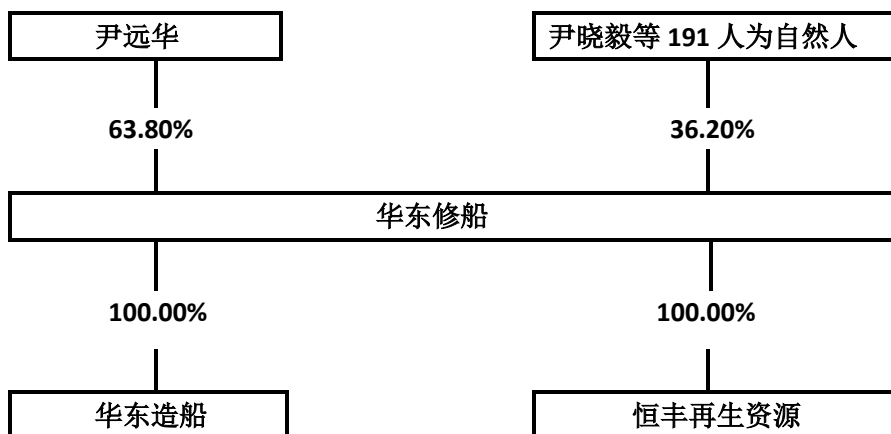 尹远华
尹晓毅等 191 人为自然人
63.80%
36.20%
华东修船
100.00%
100.00%
华东造船
恒丰再生资源